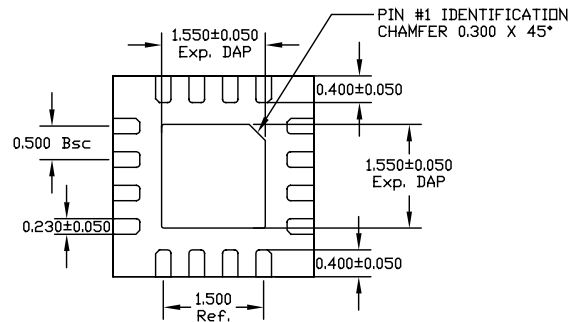 PIN #1 IDENTIFICATION
CHAMFER 0.300 X 45°
1.550±0.050
Exp. DAP
0.400±0.050
0.500 Bsc
1.550±0.050
Exp. DAP
0.230±0.050
0.400±0.050
1.500
Ref.